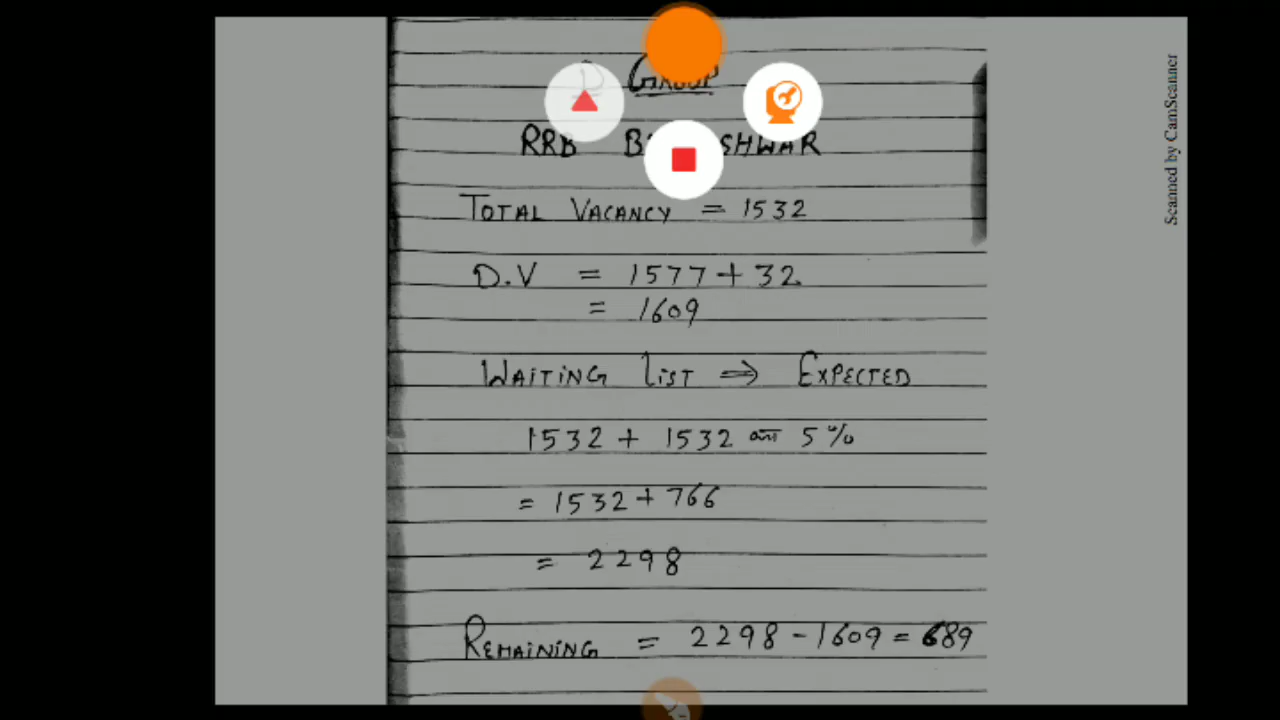 D GROUP
RRB
TOTAL VACANCY = 1532
D.V = 1577 + 32
= 1609
WAITING LIST ⇒ EXPECTED
1532 + 1532 का 5%
= 1532 + 766
= 2298
REMAINING = 2298 - 1609 = 689
Scanned by CamScanner